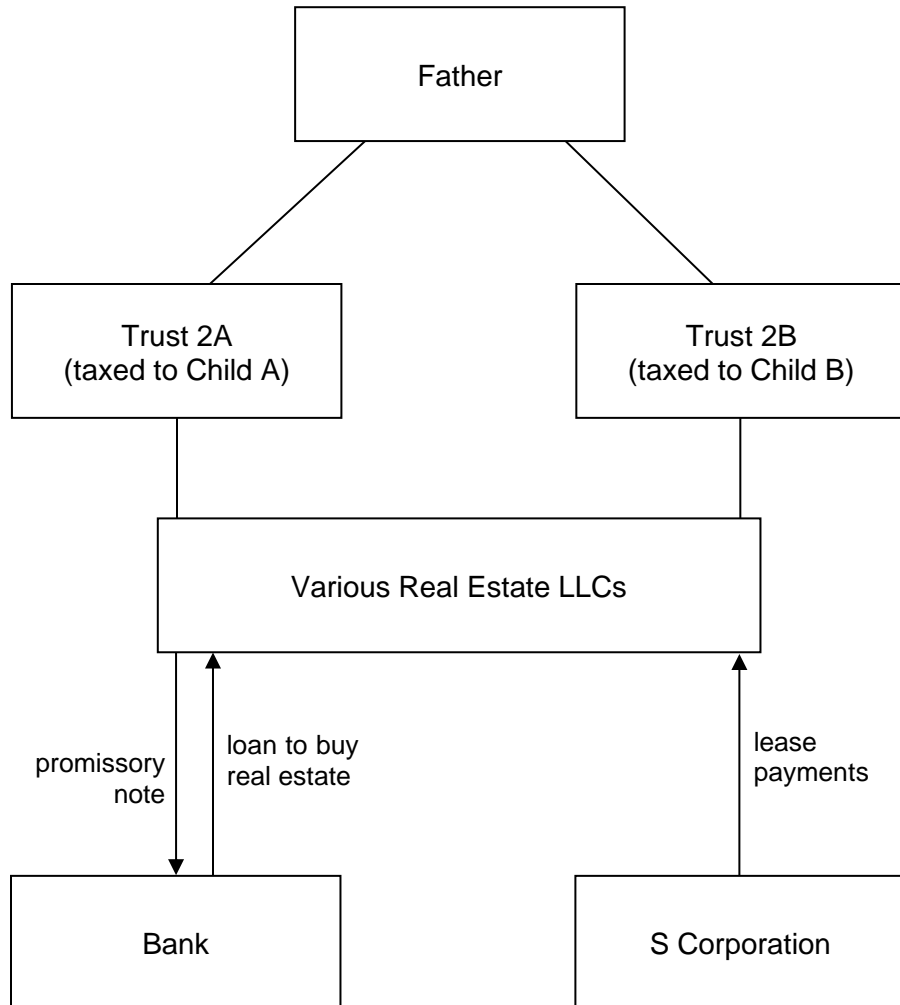 Father
Trust 2A
(taxed to Child A)
Trust 2B
(taxed to Child B)
Various Real Estate LLCs
promissory
note
loan to buy
real estate
lease
payments
Bank
S Corporation